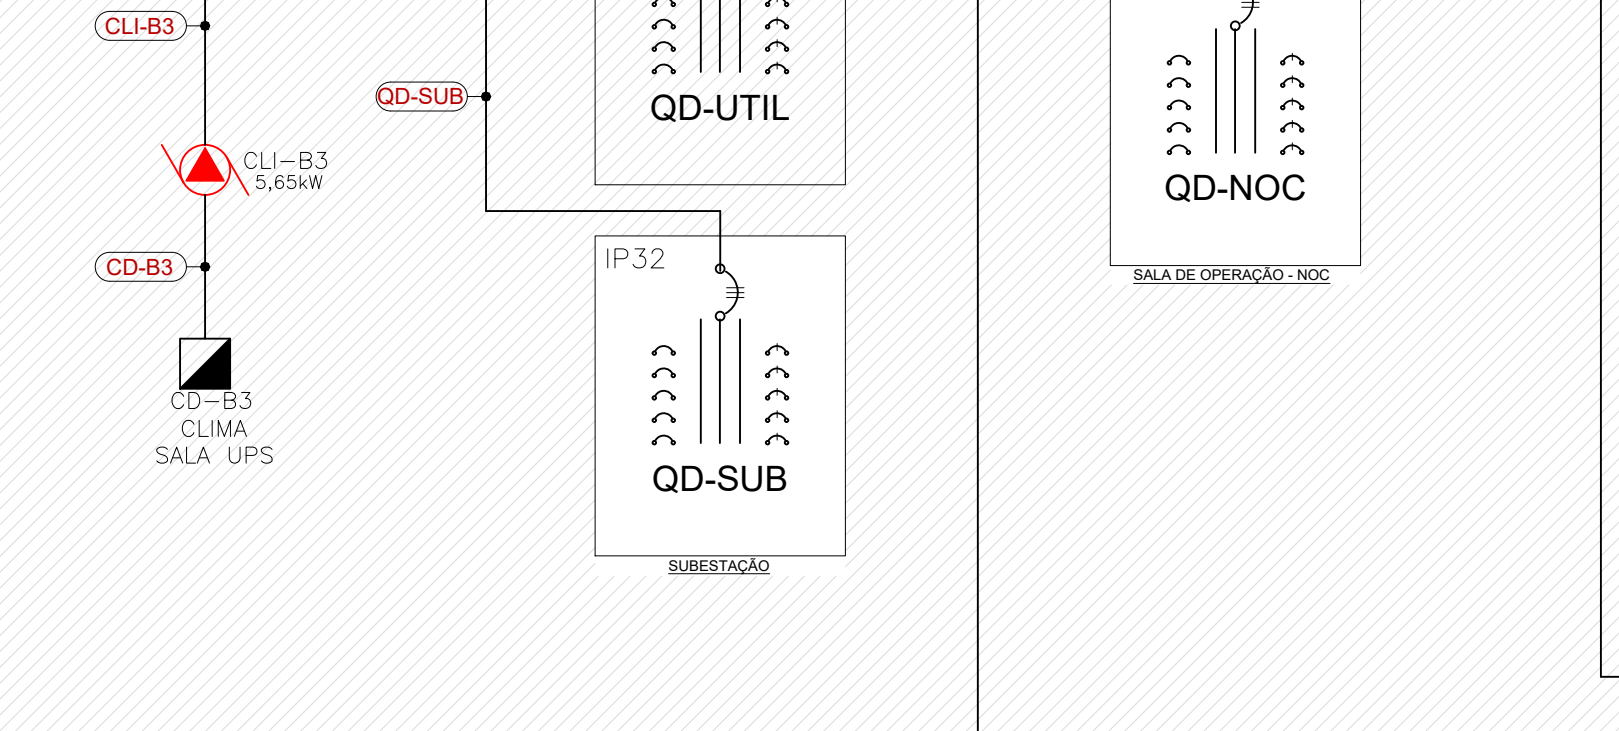 CLI-B3
QD-SUB
QD-UTIL
CLI-B3
5,65kW
QD-NOC
IP32
CD-B3
SALA DE OPERAÇÃO - NOC
CD-B3
CLIMA
SALA UPS
QD-SUB
SUBESTAÇÃO